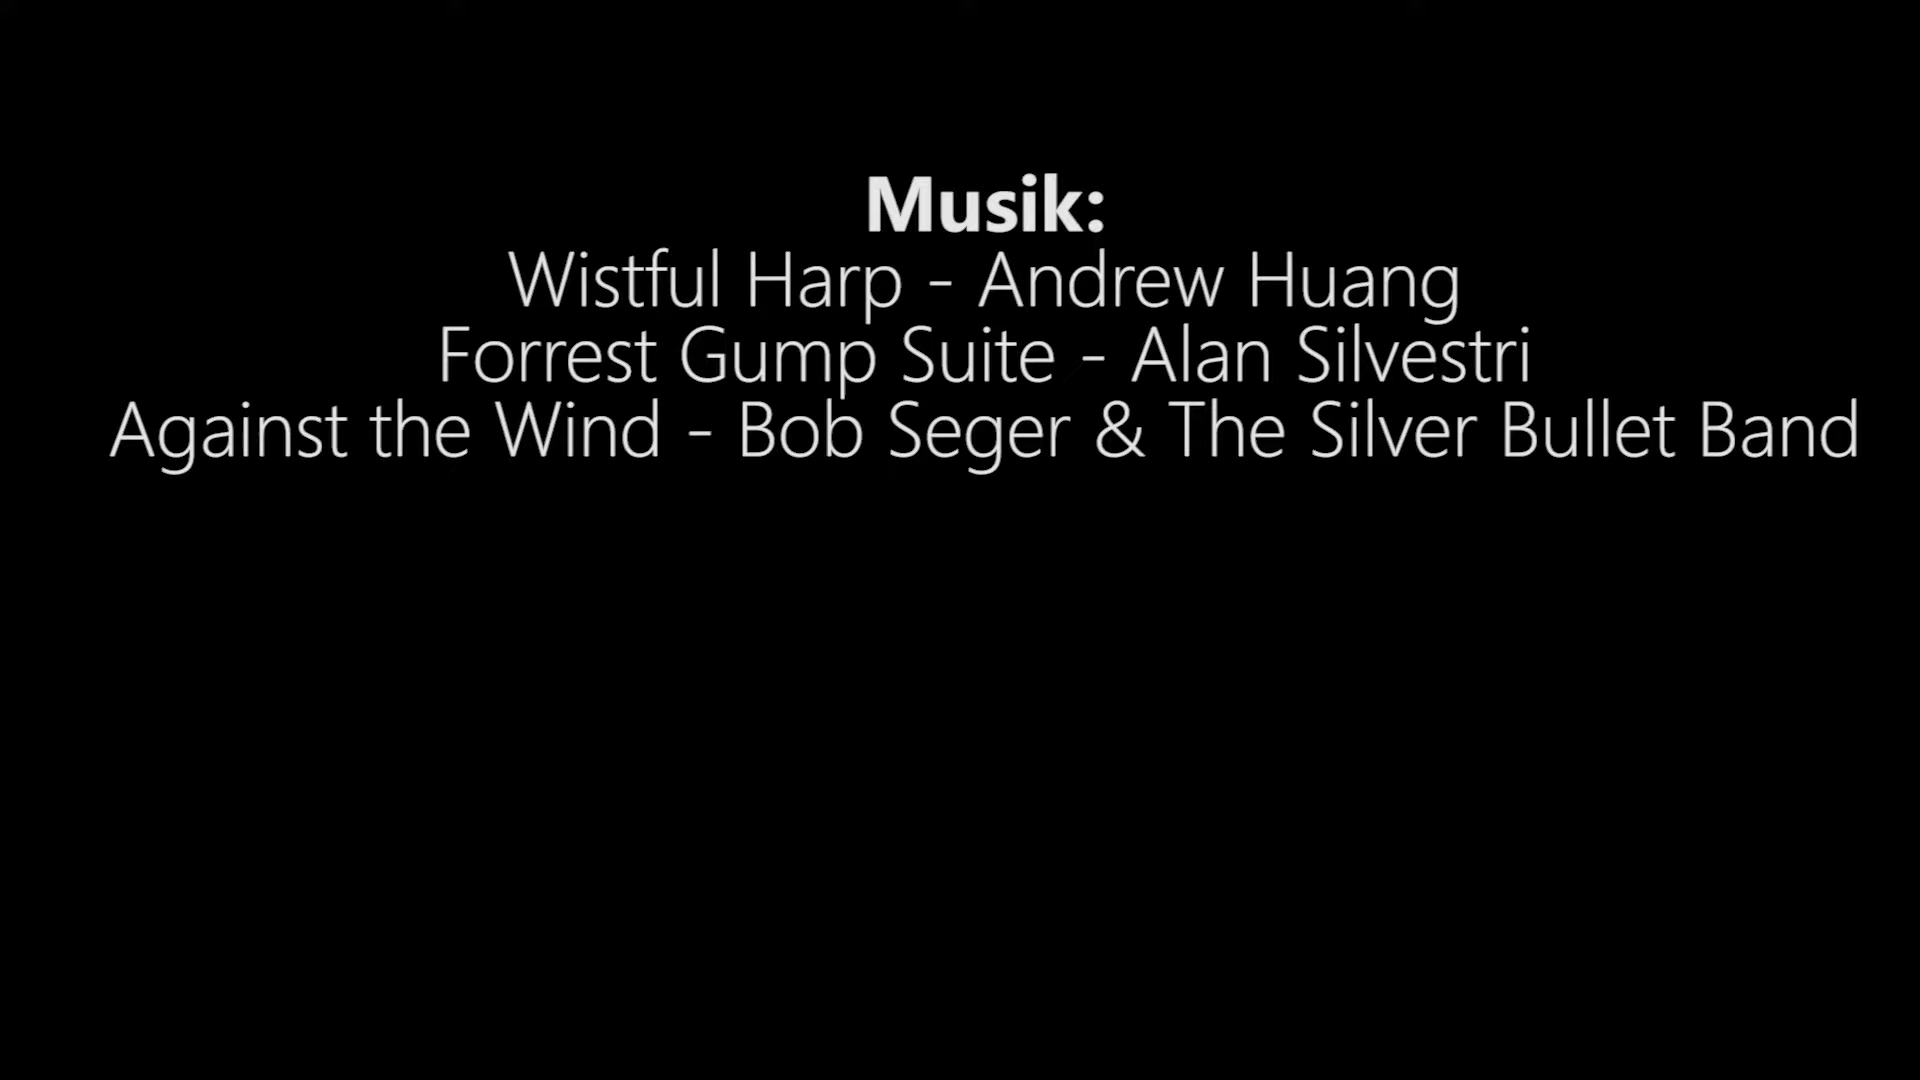 Musik:
Wistful Harp - Andrew Huang
Forrest Gump Suite - Alan Silvestri
Against the Wind - Bob Seger & The Silver Bullet Band